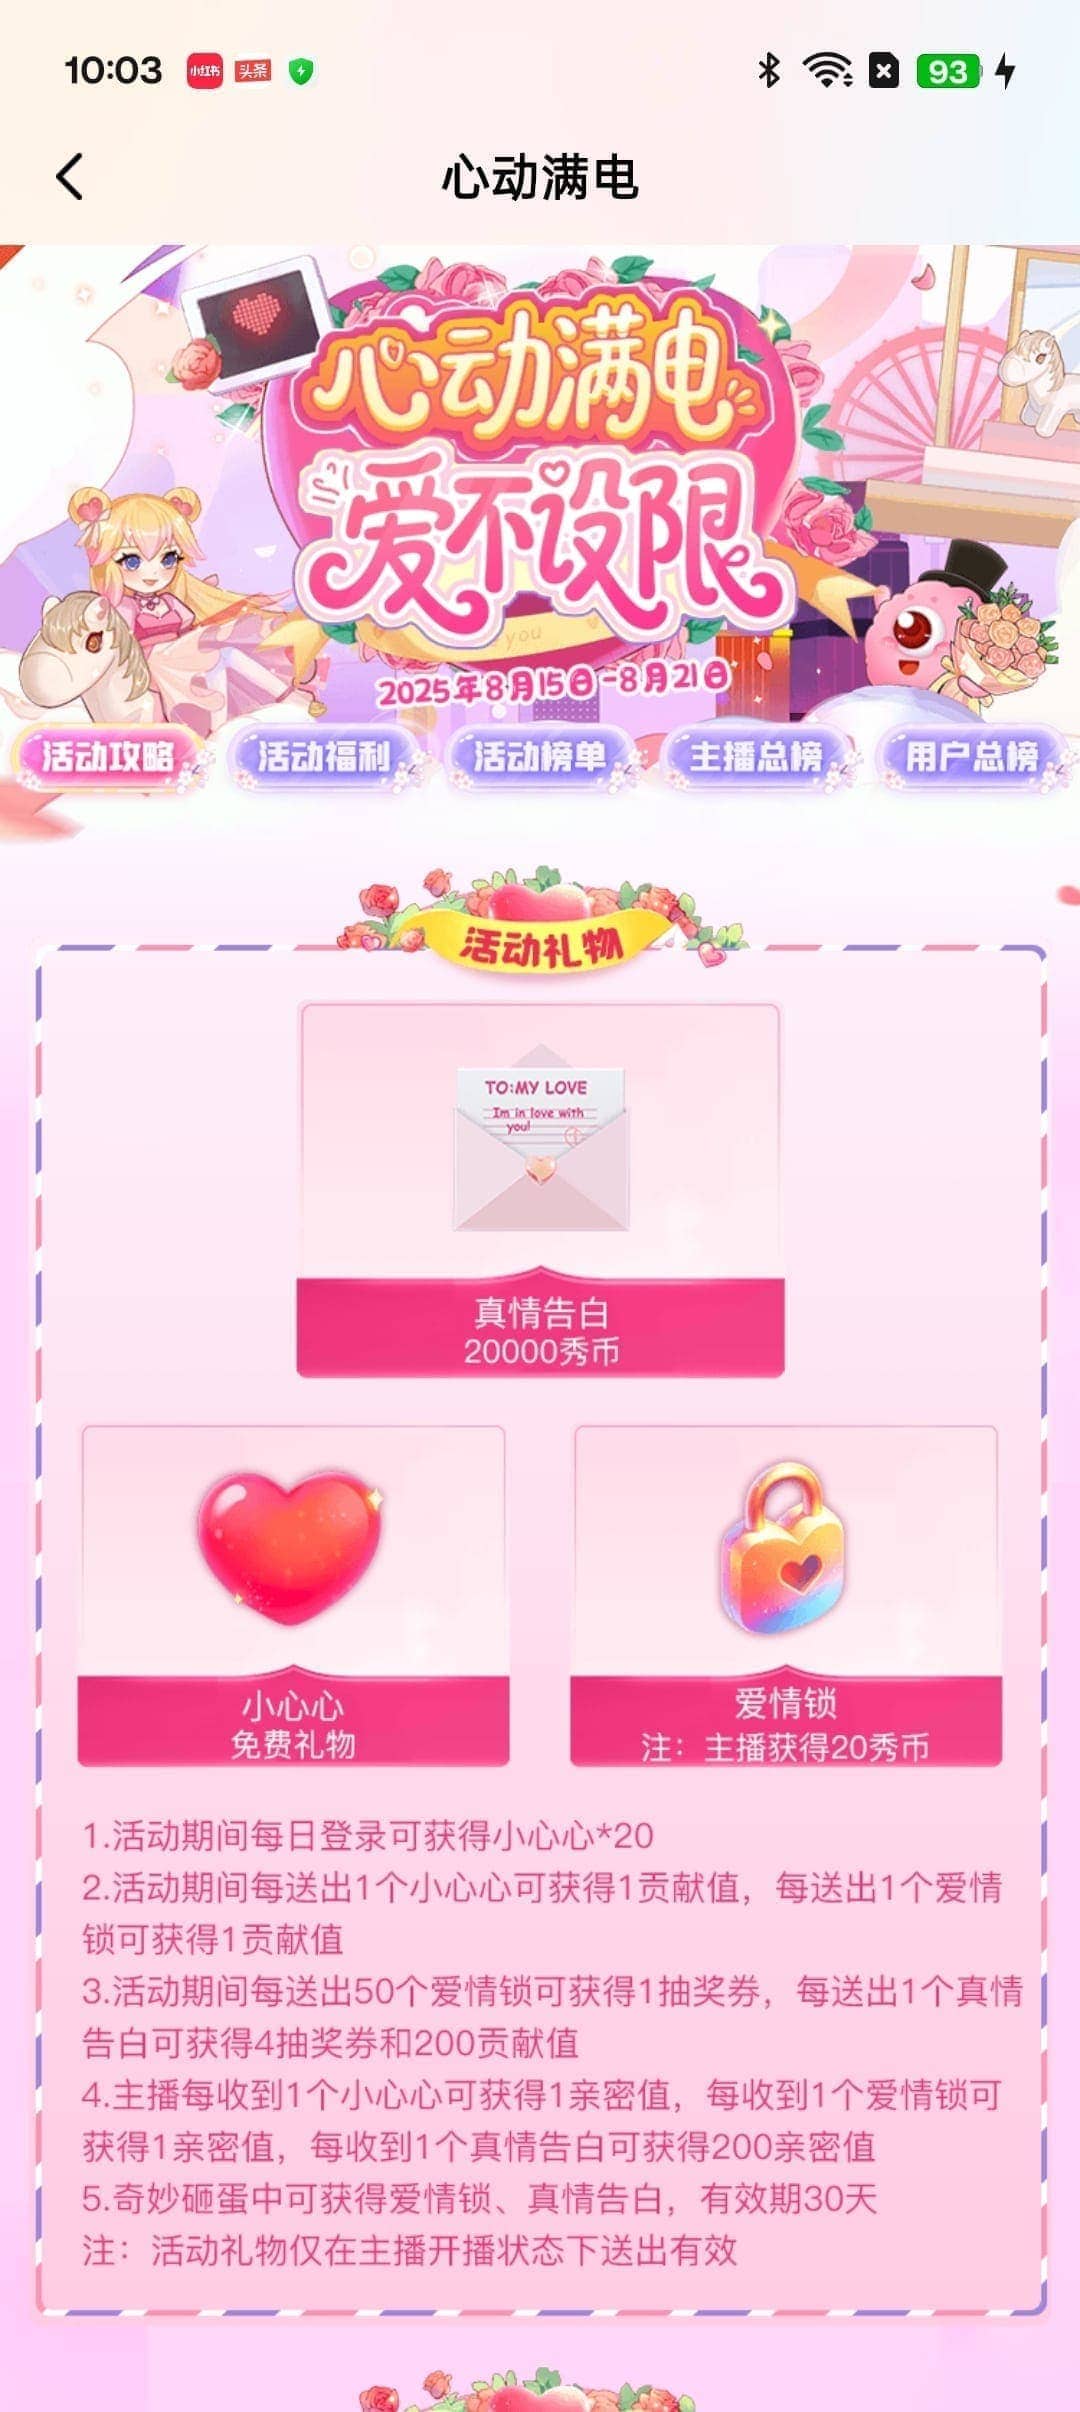 10:03 小红书 头条 93
心动满电
心动满电
爱不设限
you
2025年8月15日-8月21日
活动攻略 活动福利 活动榜单 主播总榜 用户总榜
活动礼物
TO:MY LOVE
Im in love with
you!
真情告白
20000秀币
小心心
免费礼物
爱情锁
注：主播获得20秀币
1.活动期间每日登录可获得小心心*20
2.活动期间每送出1个小心心可获得1贡献值，每送出1个爱情
锁可获得1贡献值
3.活动期间每送出50个爱情锁可获得1抽奖券，每送出1个真情
告白可获得4抽奖券和200贡献值
4.主播每收到1个小心心可获得1亲密值，每收到1个爱情锁可
获得1亲密值，每收到1个真情告白可获得200亲密值
5.奇妙砸蛋中可获得爱情锁、真情告白，有效期30天
注：活动礼物仅在主播开播状态下送出有效